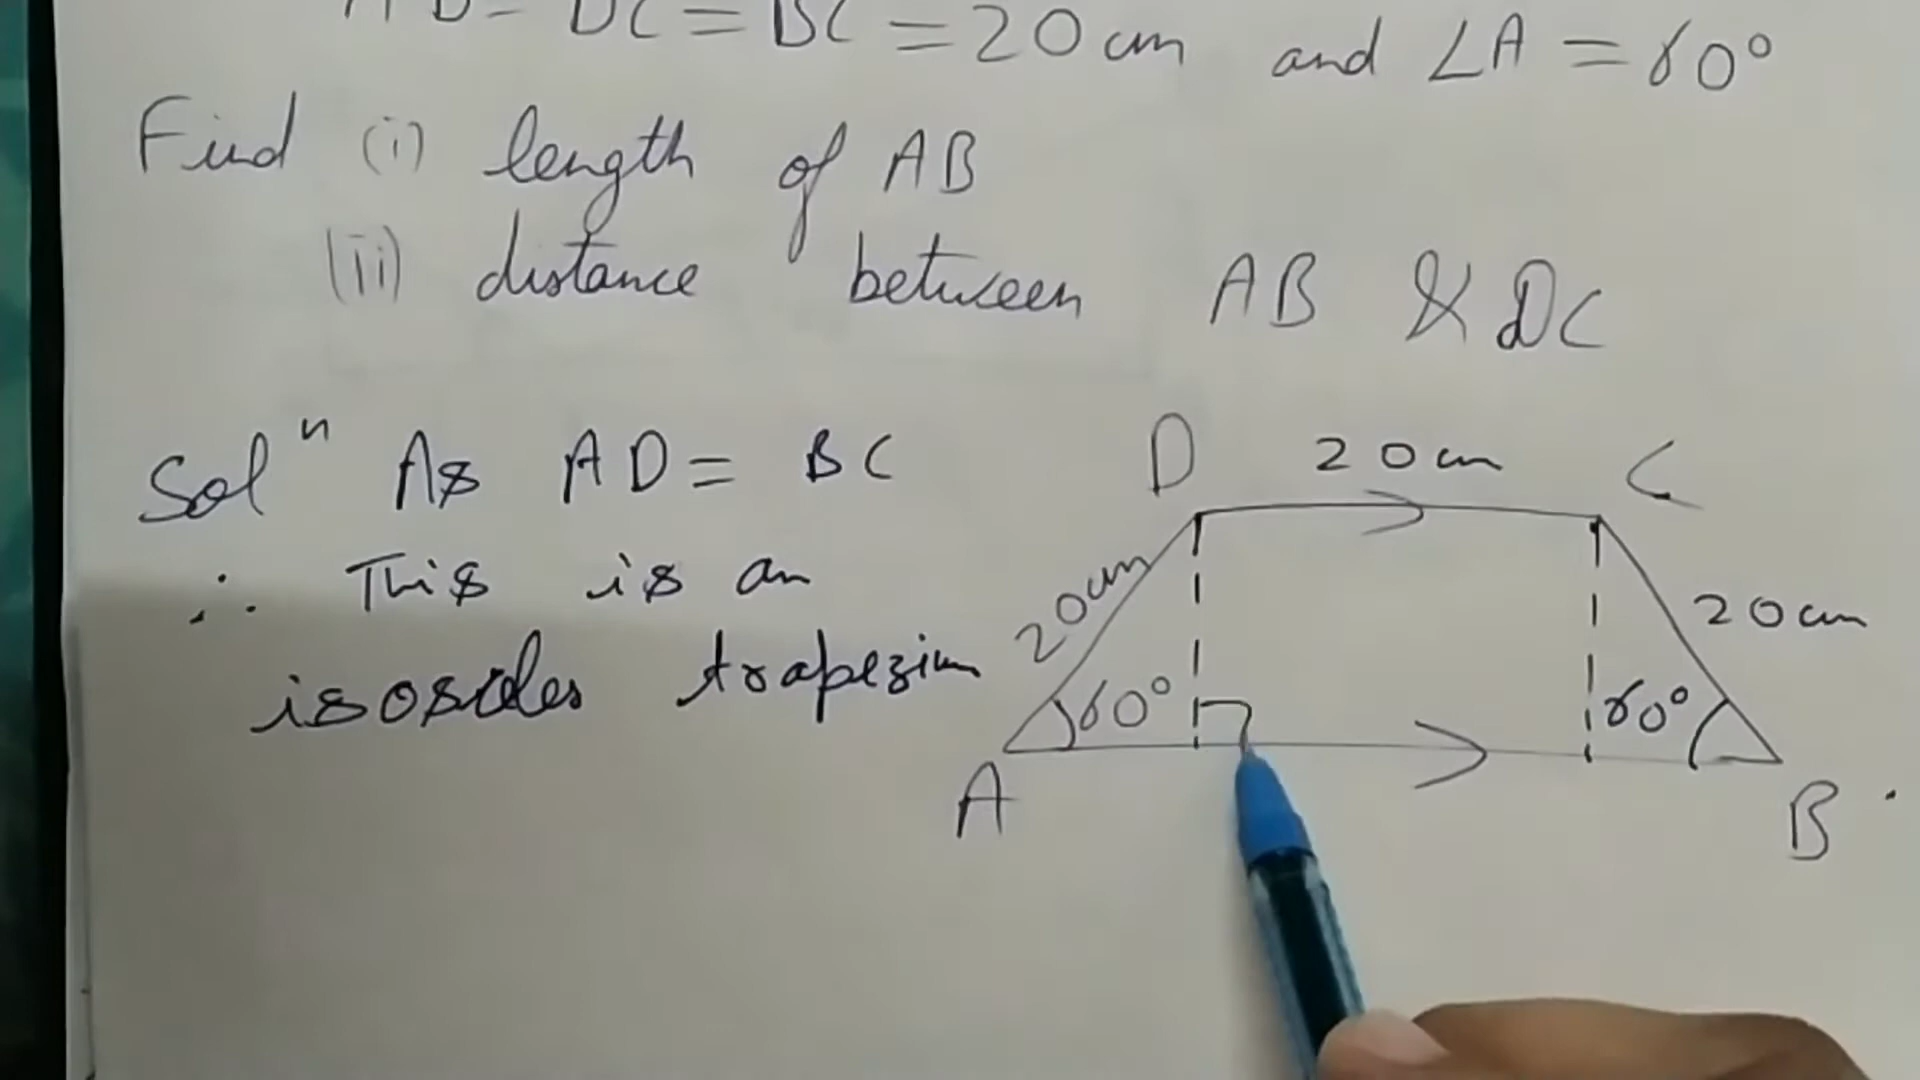 AD = DC = BC = 20 cm and ∠A = 60°
Find (i) length of AB
(ii) distance between AB & DC
Solⁿ As AD = BC
∴ This is an
isosceles trapezium
D 20 cm C
20 cm
20 cm
60°
60°
A
B